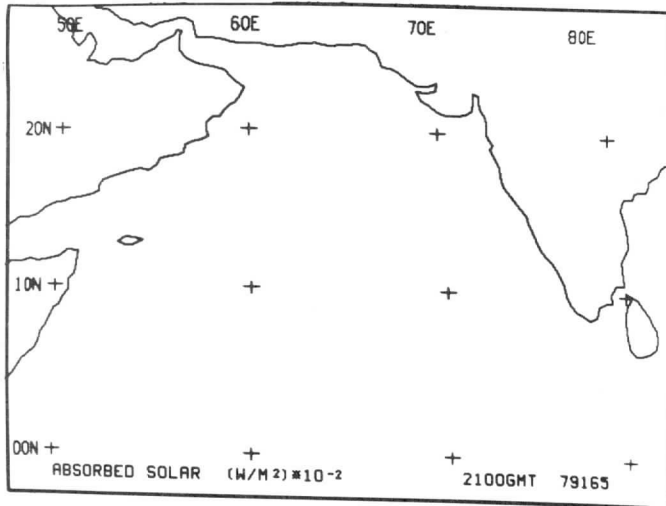 50E 60E 70E 80E
20N
10N
00N
ABSORBED SOLAR (W/M²)*10⁻² 2100GMT 79165